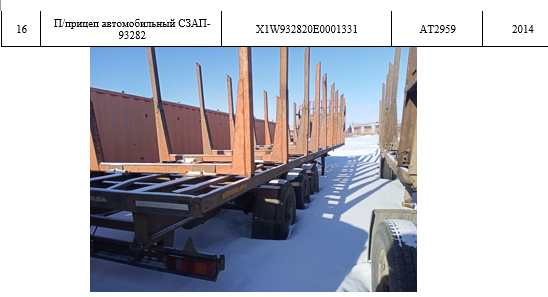 16
П/прицеп автомобильный СЗАП-
93282
X1W932820E0001331
АТ2959
2014